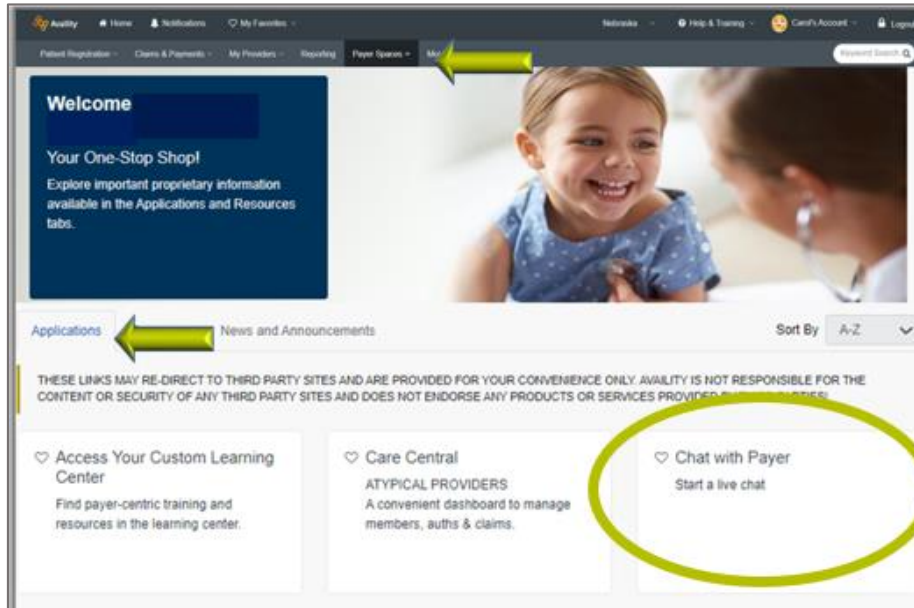 Availity Home Notifications My Favorites Nebraska Help & Training Carol's Account Logout
Patient Registration Claims & Payments My Providers Reporting Payer Spaces Keyword Search
Welcome
Your One-Stop Shop!
Explore important proprietary information
available in the Applications and Resources
tabs.
Applications News and Announcements Sort By A-Z
THESE LINKS MAY RE-DIRECT TO THIRD PARTY SITES AND ARE PROVIDED FOR YOUR CONVENIENCE ONLY. AVAILITY IS NOT RESPONSIBLE FOR THE
CONTENT OR SECURITY OF ANY THIRD PARTY SITES AND DOES NOT ENDORSE ANY PRODUCTS OR SERVICES PROVIDED
Access Your Custom Learning
Center
Find payer-centric training and
resources in the learning center.
Care Central
ATYPICAL PROVIDERS
A convenient dashboard to manage
members, auths & claims.
Chat with Payer
Start a live chat